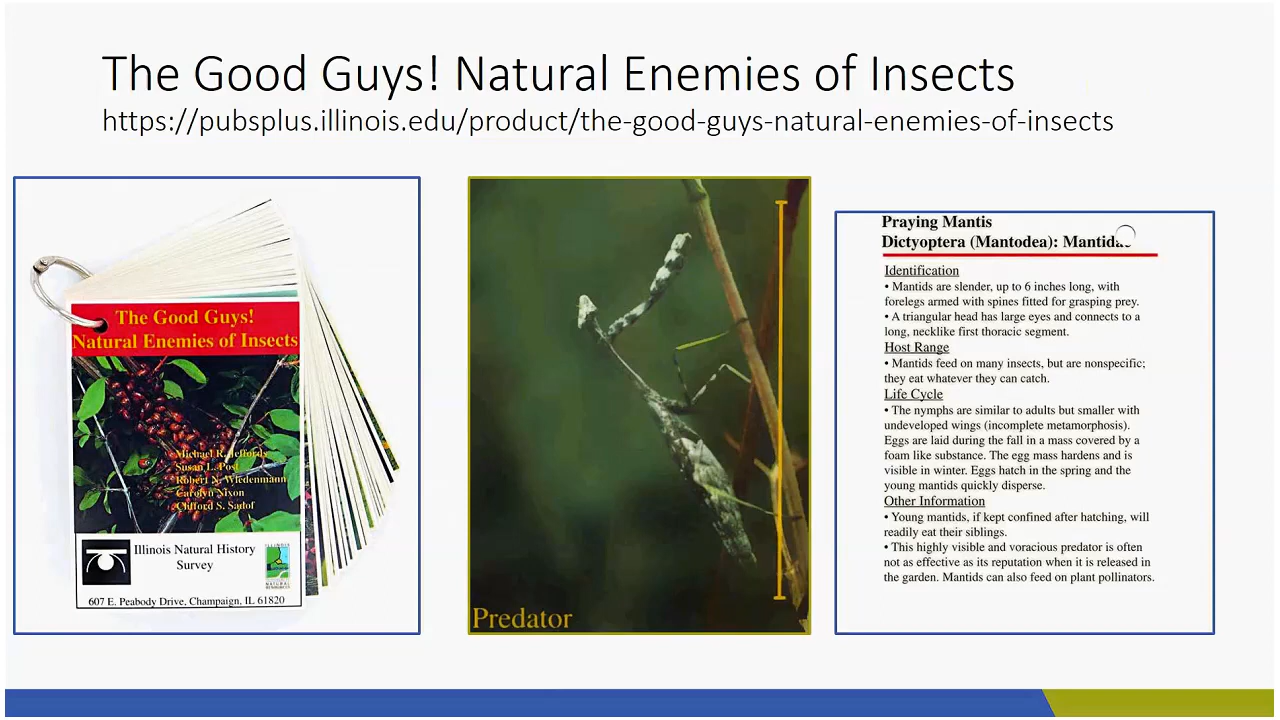 The Good Guys! Natural Enemies of Insects
https://pubsplus.illinois.edu/product/the-good-guys-natural-enemies-of-insects
The Good Guys!
Natural Enemies of Insects
Michael R. Jeffords
Susan L. Post
Robert N. Wiedenmann
Carolyn Nixon
Clifford S. Sadof
Illinois Natural History
Survey
ILLINOIS
607 E. Peabody Drive, Champaign, IL 61820
Predator
Praying Mantis
Dictyoptera (Mantodea): Mantidae
Identification
• Mantids are slender, up to 6 inches long, with
forelegs armed with spines fitted for grasping prey.
• A triangular head has large eyes and connects to a
long, necklike first thoracic segment.
Host Range
• Mantids feed on many insects, but are nonspecific;
they eat whatever they can catch.
Life Cycle
• The nymphs are similar to adults but smaller with
undeveloped wings (incomplete metamorphosis).
Eggs are laid during the fall in a mass covered by a
foam like substance. The egg mass hardens and is
visible in winter. Eggs hatch in the spring and the
young mantids quickly disperse.
Other Information
• Young mantids, if kept confined after hatching, will
readily eat their siblings.
• This highly visible and voracious predator is often
not as effective as its reputation when it is released in
the garden. Mantids can also feed on plant pollinators.